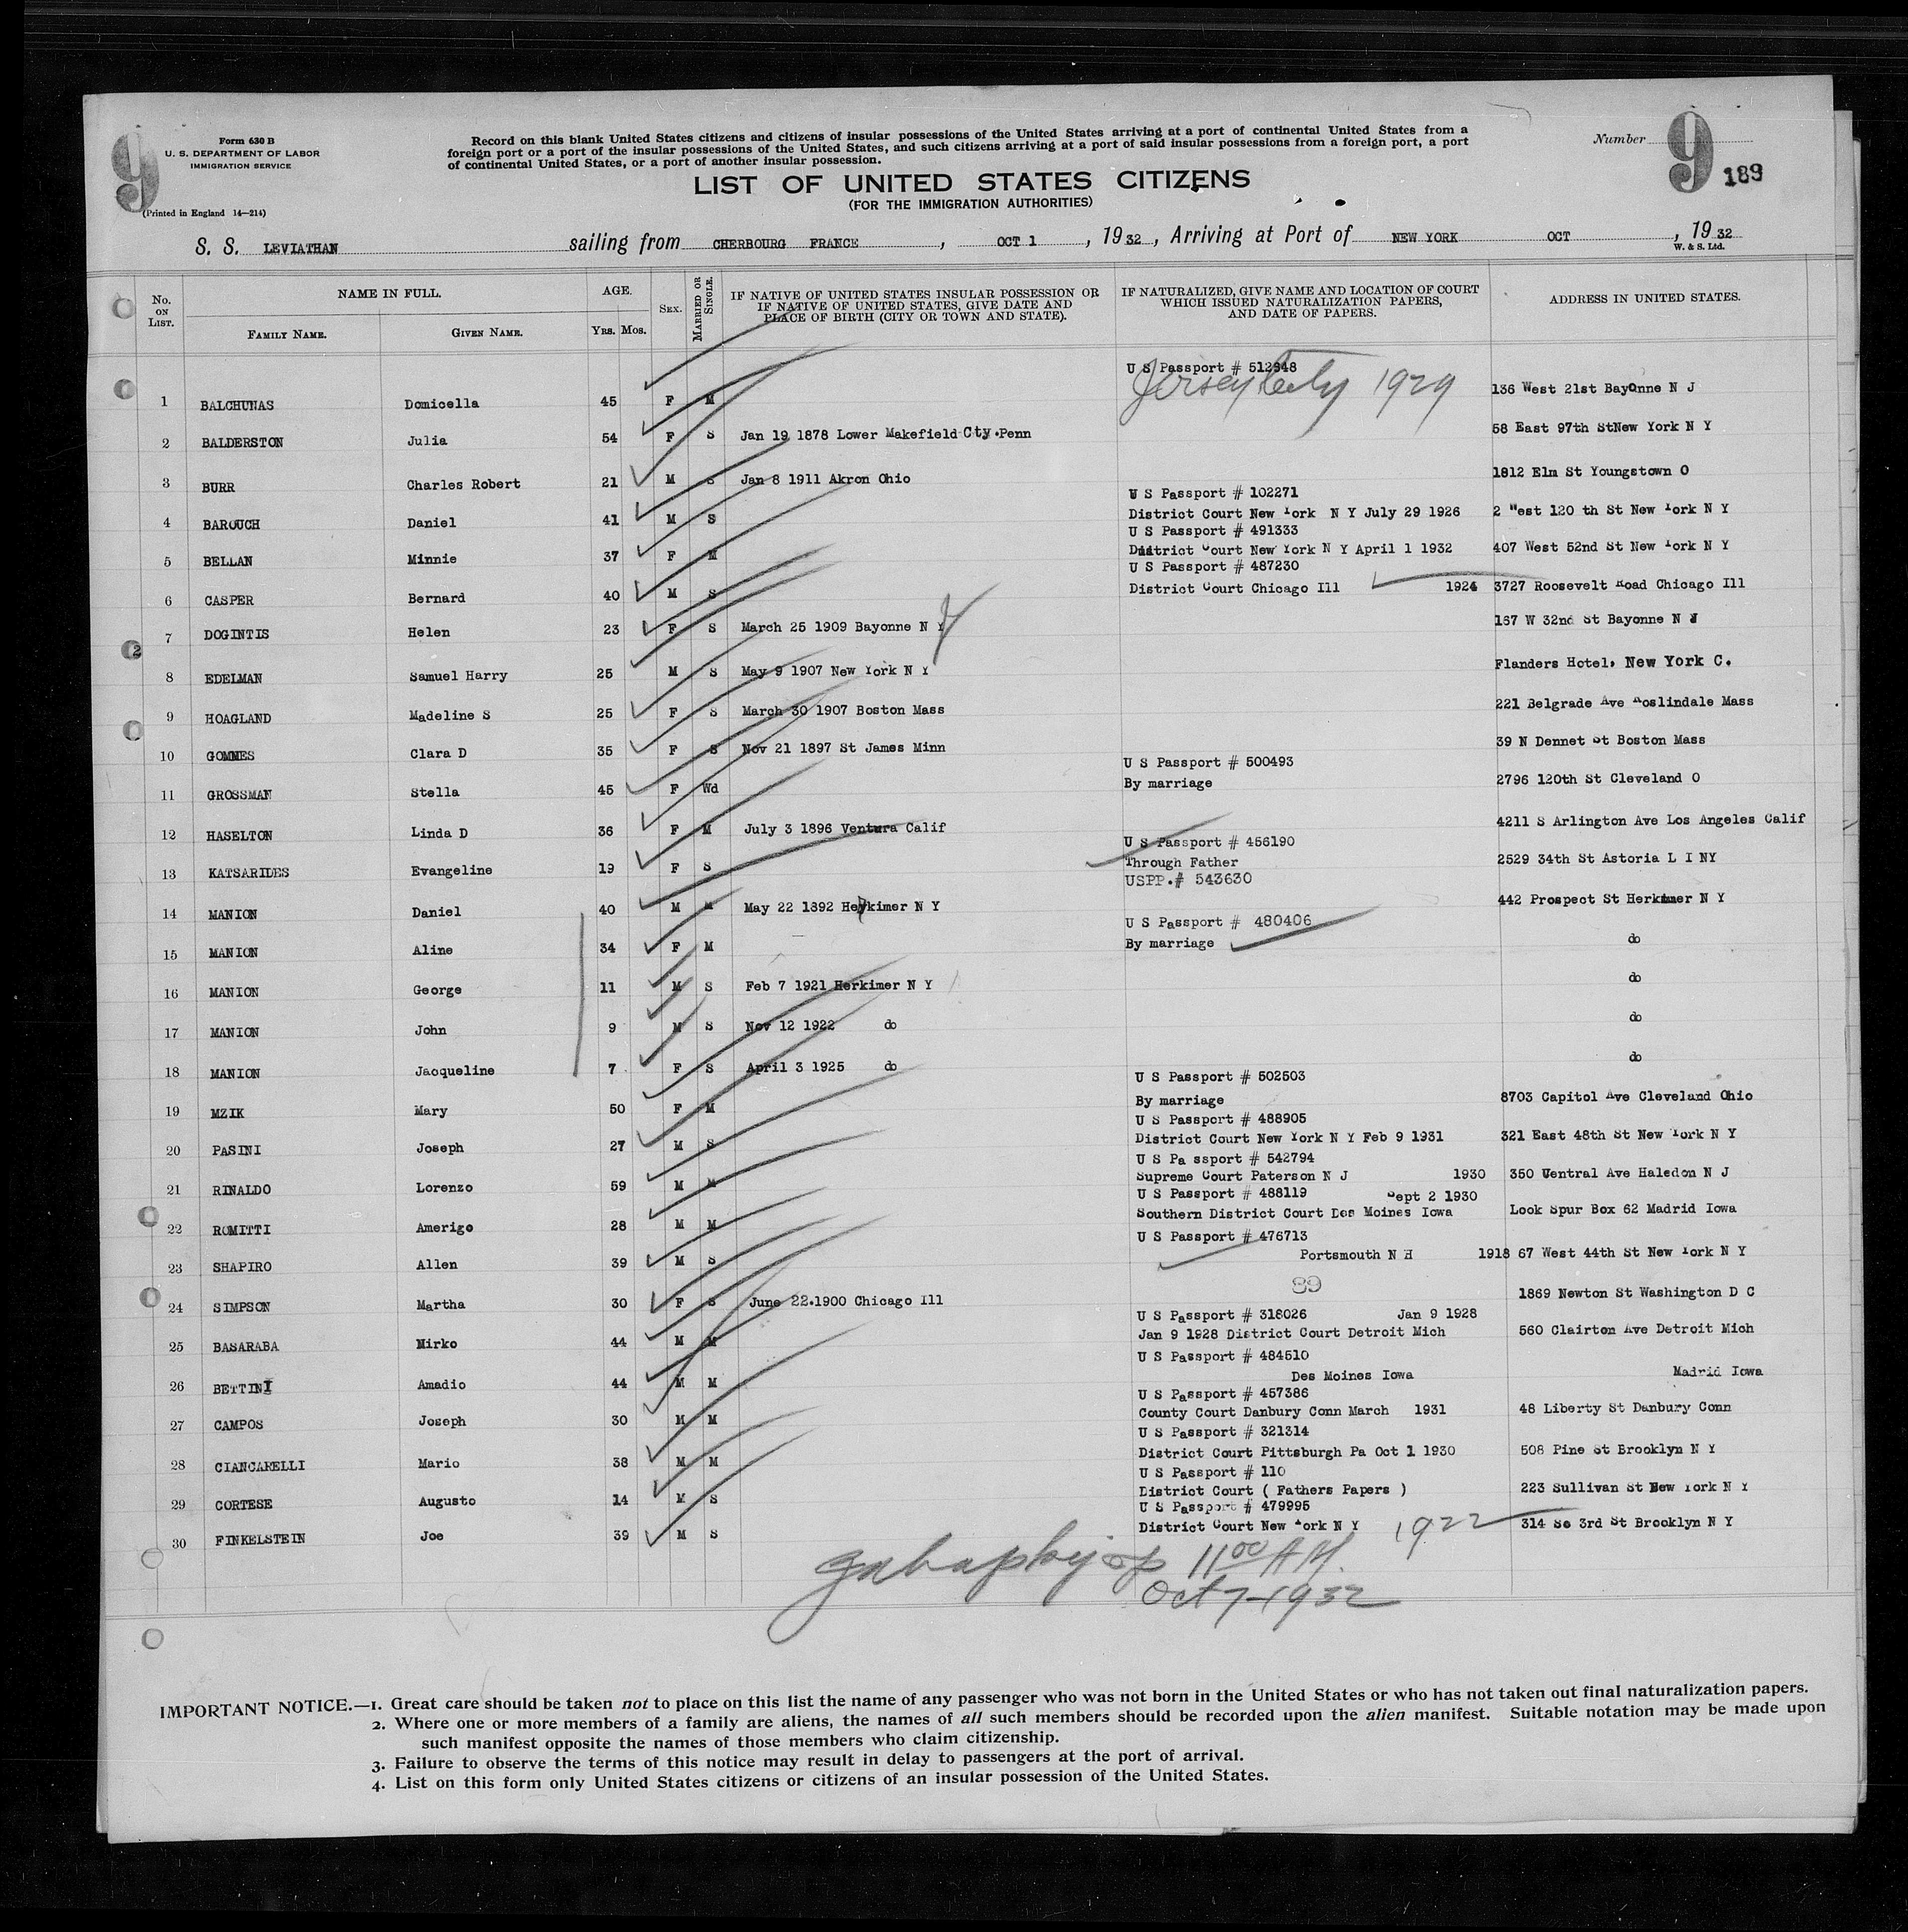 9
Form 630 B
U. S. DEPARTMENT OF LABOR
IMMIGRATION SERVICE
(Printed in England 14—214)
Record on this blank United States citizens and citizens of insular possessions of the United States arriving at a port of continental United States from a
foreign port or a port of the insular possessions of the United States, and such citizens arriving at a port of said insular possessions from a foreign port, a port
of continental United States, or a port of another insular possession.
Number 9
189
LIST OF UNITED STATES CITIZENS
(FOR THE IMMIGRATION AUTHORITIES)
S. S. LEVIATHAN sailing from CHERBOURG FRANCE, OCT 1, 1932, Arriving at Port of NEW YORK OCT, 1932
W. & S. Ltd.
No. ON LIST. NAME IN FULL. FAMILY NAME. GIVEN NAME. AGE. YRS. MOS. SEX. MARRIED OR SINGLE. IF NATIVE OF UNITED STATES INSULAR POSSESSION OR IF NATIVE OF UNITED STATES, GIVE DATE AND PLACE OF BIRTH (CITY OR TOWN AND STATE). IF NATURALIZED, GIVE NAME AND LOCATION OF COURT WHICH ISSUED NATURALIZATION PAPERS, AND DATE OF PAPERS. ADDRESS IN UNITED STATES.
U S Passport # 512948
1 BALCHUNAS Domicella 45 F M Jersey City 1929 136 West 21st Bayonne N J
2 BALDERSTON Julia 54 F S Jan 19 1878 Lower Makefield Cty.Penn 58 East 97th StNew York N Y
3 BURR Charles Robert 21 M S Jan 8 1911 Akron Ohio 1812 Elm St Youngstown O
U S Passport # 102271
4 BAROUCH Daniel 41 M S District Court New York N Y July 29 1926 2 West 120 th St New York N Y
U S Passport # 491333
5 BELLAN Minnie 37 F M District Court New York N Y April 1 1932 407 West 52nd St New York N Y
U S Passport # 487230
6 CASPER Bernard 40 M S District Court Chicago Ill 1924 3727 Roosevelt Road Chicago Ill
7 DOGINTIS Helen 23 F S March 25 1909 Bayonne N J 167 W 32nd St Bayonne N J
8 EDELMAN Samuel Harry 25 M S May 9 1907 New York N Y Flanders Hotel, New York C.
9 HOAGLAND Madeline S 25 F S March 30 1907 Boston Mass 221 Belgrade Ave Roslindale Mass
10 GOMMES Clara D 35 F S Nov 21 1897 St James Minn 39 N Dennet St Boston Mass
U S Passport # 500493
11 GROSSMAN Stella 45 F Wd By marriage 2796 120th St Cleveland O
12 HASELTON Linda D 36 F M July 3 1896 Ventura Calif 4211 S Arlington Ave Los Angeles Calif
U S Passport # 456190
13 KATSARIDES Evangeline 19 F S Through Father 2529 34th St Astoria L I NY
USPP.# 543630
14 MANION Daniel 40 M M May 22 1892 Herkimer N Y 442 Prospect St Herkimer N Y
U S Passport # 480406
15 MANION Aline 34 F M By marriage do
16 MANION George 11 M S Feb 7 1921 Herkimer N Y do
17 MANION John 9 M S Nov 12 1922 do do
18 MANION Jacqueline 7 F S April 3 1925 do do
U S Passport # 502503
19 MZIK Mary 50 F M By marriage 8703 Capitol Ave Cleveland Ohio
U S Passport # 488905
20 PASINI Joseph 27 M S District Court New York N Y Feb 9 1931 321 East 48th St New York N Y
U S Pa ssport # 542794
21 RINALDO Lorenzo 59 M M Supreme Court Paterson N J 1930 350 Central Ave Haledon N J
U S Passport # 488119 Sept 2 1930
22 ROMITTI Amerigo 28 M M Southern District Court Des Moines Iowa Look Spur Box 62 Madrid Iowa
U S Passport # 476713
23 SHAPIRO Allen 39 M S Portsmouth N H 1918 67 West 44th St New York N Y
89
24 SIMPSON Martha 30 F S June 22.1900 Chicago Ill 1869 Newton St Washington D C
U S Passport # 318026 Jan 9 1928
25 BASARABA Mirko 44 M M Jan 9 1928 District Court Detroit Mich 560 Clairton Ave Detroit Mich
U S Passport # 484510
26 BETTINI Amadio 44 M M Des Moines Iowa Madrid Iowa
U S Passport # 457386
27 CAMPOS Joseph 30 M M County Court Danbury Conn March 1931 48 Liberty St Danbury Conn
U S Passport # 321314
28 CIANCARELLI Mario 38 M M District Court Pittsburgh Pa Oct 1 1930 508 Pine St Brooklyn N Y
U S Passport # 110
29 CORTESE Augusto 14 M S District Court ( Fathers Papers ) 223 Sullivan St New York N Y
U S Passport # 479995
30 FINKELSTEIN Joe 39 M S District Court New York N Y 1922 314 So 3rd St Brooklyn N Y
11 00 AM.
Oct 7-1932
IMPORTANT NOTICE.—1. Great care should be taken not to place on this list the name of any passenger who was not born in the United States or who has not taken out final naturalization papers.
2. Where one or more members of a family are aliens, the names of all such members should be recorded upon the alien manifest. Suitable notation may be made upon
such manifest opposite the names of those members who claim citizenship.
3. Failure to observe the terms of this notice may result in delay to passengers at the port of arrival.
4. List on this form only United States citizens or citizens of an insular possession of the United States.